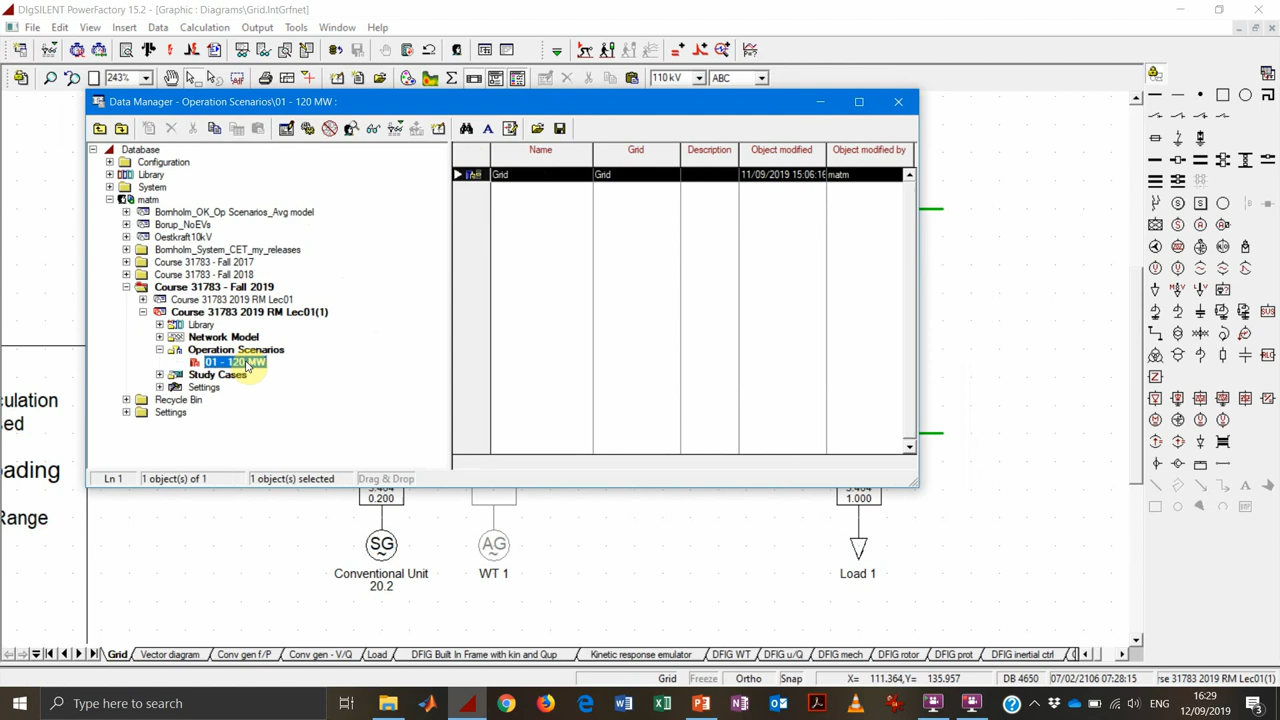 DIgSILENT PowerFactory 15.2 - [Graphic : Diagrams\Grid.IntGrfnet]
File Edit View Insert Data Calculation Output Tools Window Help
243% 110 kV ABC
Data Manager - Operation Scenarios\01 - 120 MW :
Database
Configuration
Library
System
matm
Bornholm_OK_Op Scenarios_Avg model
Borup_NoEVs
Oestkraft10kV
Bornholm_System_CET_my_releases
Course 31783 - Fall 2017
Course 31783 - Fall 2018
Course 31783 - Fall 2019
Course 31783 2019 RM Lec01
Course 31783 2019 RM Lec01(1)
Library
Network Model
Operation Scenarios
01 - 120 MW
Study Cases
Settings
Recycle Bin
Settings
Name Grid Description Object modified Object modified by
Grid Grid 11/09/2019 15:06:16 matm
Ln 1 1 object(s) of 1 1 object(s) selected Drag & Drop
culation
ed
oading
Range
0.200
1.000
SG
AG
Conventional Unit
20.2
WT 1
Load 1
Grid Vector diagram Conv gen f/P Conv gen - V/Q Load DFIG Built In Frame with kin and Qup Kinetic response emulator DFIG WT DFIG u/Q DFIG mech DFIG rotor DFIG prot DFIG inertial ctrl
Grid Freeze Ortho Snap X= 111.364,Y= 135.957 DB 4650 07/02/2106 07:28:15 rse 31783 2019 RM Lec01(1)
Type here to search
ENG
16:29
12/09/2019